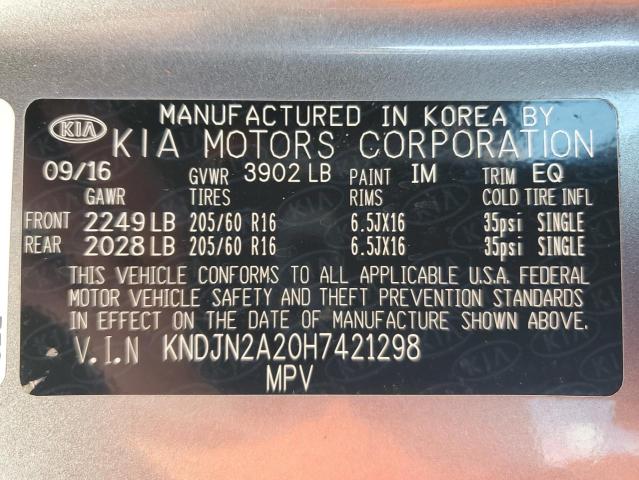 MANUFACTURED IN KOREA BY
KIA KIA MOTORS CORPORATION
09/16 GVWR 3902 LB PAINT IM TRIM EQ
GAWR TIRES RIMS COLD TIRE INFL
FRONT 2249 LB 205/60 R16 6.5JX16 35psi SINGLE
REAR 2028 LB 205/60 R16 6.5JX16 35psi SINGLE
THIS VEHICLE CONFORMS TO ALL APPLICABLE U.S.A. FEDERAL
MOTOR VEHICLE SAFETY AND THEFT PREVENTION STANDARDS
IN EFFECT ON THE DATE OF MANUFACTURE SHOWN ABOVE.
V.I.N KNDJN2A20H7421298
MPV